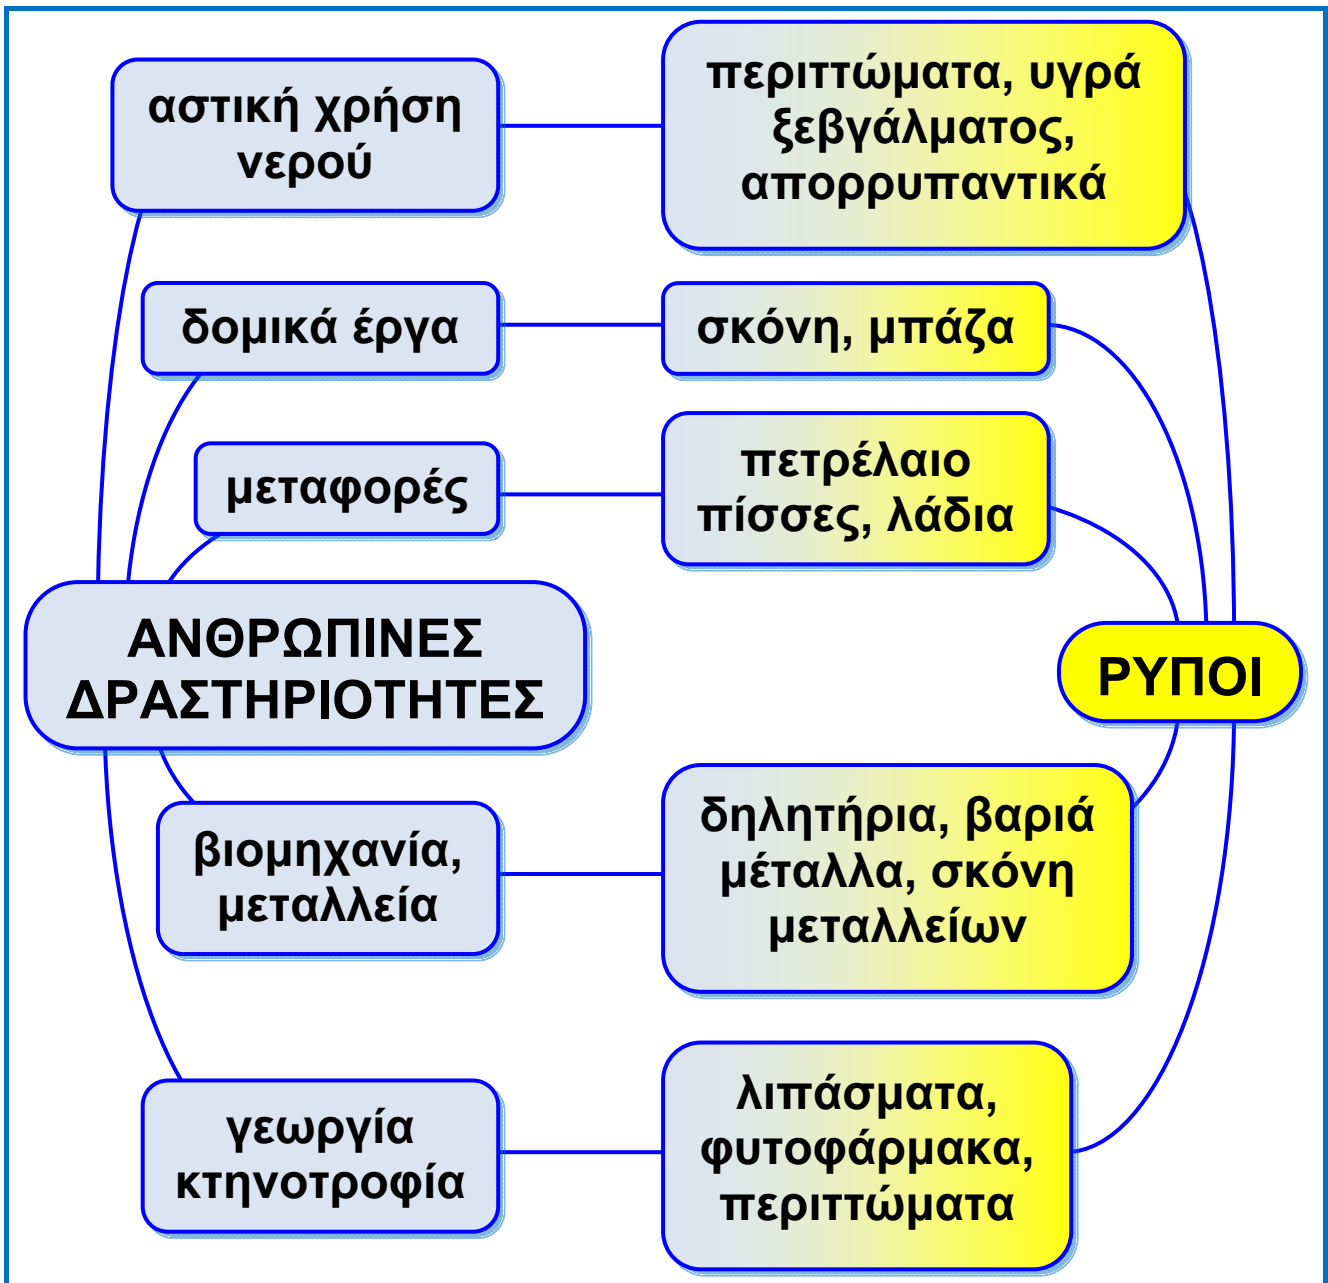 αστική χρήση
νερού
περιττώματα, υγρά
ξεβγάλματος,
απορρυπαντικά
δομικά έργα
σκόνη, μπάζα
μεταφορές
πετρέλαιο
πίσσες, λάδια
ΑΝΘΡΩΠΙΝΕΣ
ΔΡΑΣΤΗΡΙΟΤΗΤΕΣ
ΡΥΠΟΙ
βιομηχανία,
μεταλλεία
δηλητήρια, βαριά
μέταλλα, σκόνη
μεταλλείων
γεωργία
κτηνοτροφία
λιπάσματα,
φυτοφάρμακα,
περιττώματα